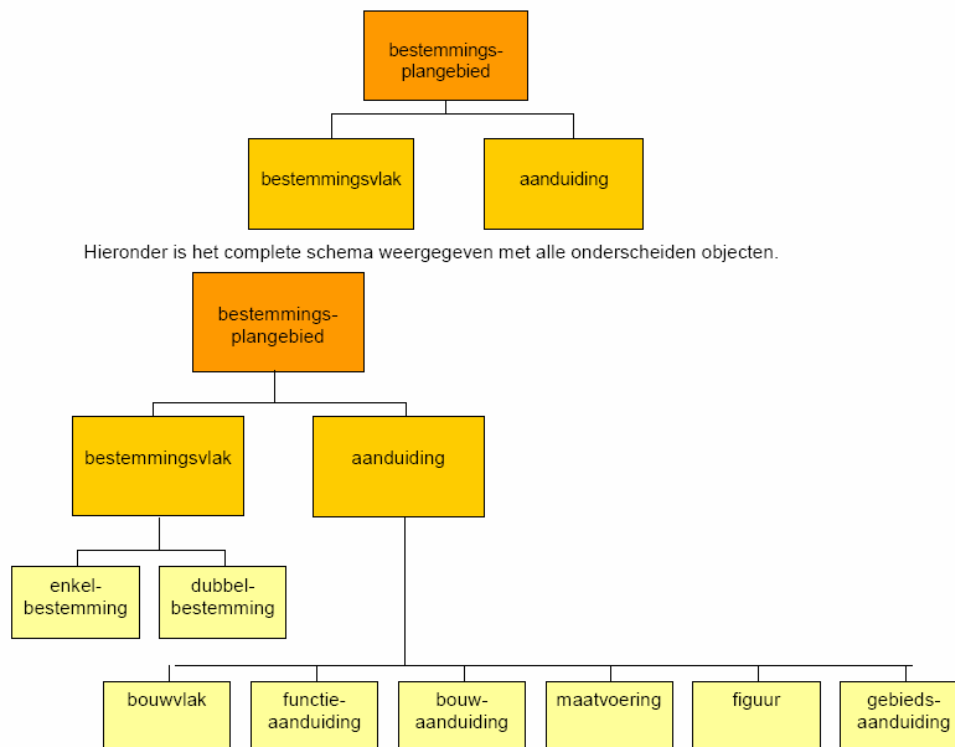 bestemmings-
plangebied
bestemmingsvlak
aanduiding
Hieronder is het complete schema weergegeven met alle onderscheiden objecten.
bestemmings-
plangebied
bestemmingsvlak
aanduiding
enkel-
bestemming
dubbel-
bestemming
bouwvlak
functie-
aanduiding
bouw-
aanduiding
maatvoering
figuur
gebieds-
aanduiding